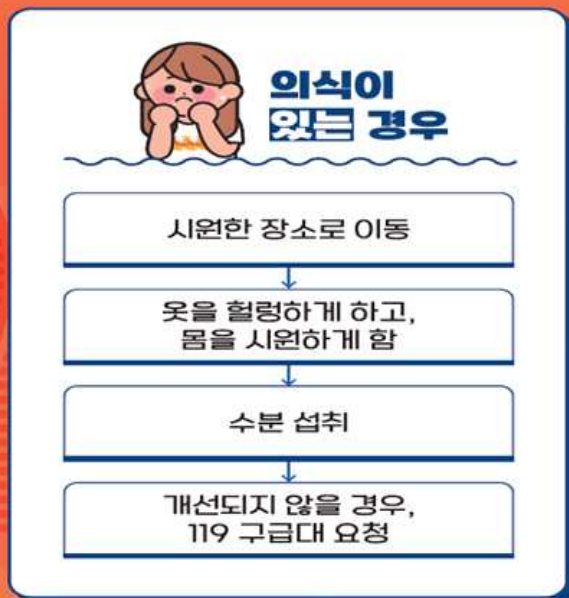 의식이
있는 경우
시원한 장소로 이동
옷을 헐렁하게 하고,
몸을 시원하게 함
수분 섭취
개선되지 않을 경우,
119 구급대 요청